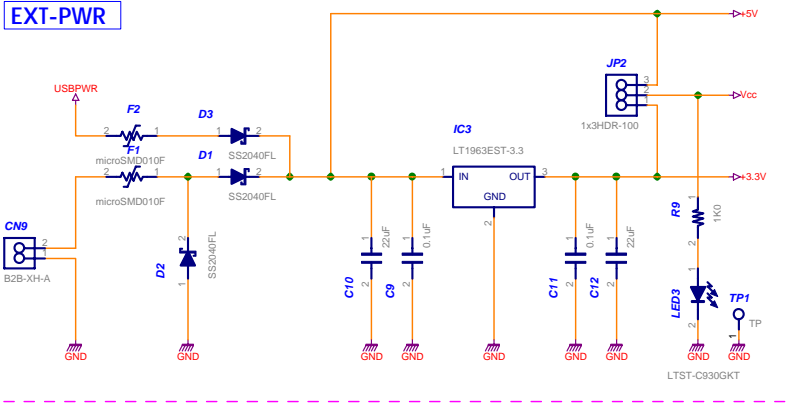 EXT-PWR
+5V
JP2
3
2
1
1x3HDR-100
USBPWR
Vcc
F2
2
1
microSMD010F
D3
1
2
SS2040FL
F1
2
1
microSMD010F
D1
1
2
SS2040FL
IC3
LT1963EST-3.3
1
IN
OUT
3
GND
2
+3.3V
CN9
2
1
B2B-XH-A
D2
2
1
SS2040FL
C10
1
2
22uF
C9
1
2
0.1uF
C11
1
2
0.1uF
C12
1
2
22uF
R9
1
2
1K0
LED3
1
2
LTST-C930GKT
TP1
TP
1
GND
GND
GND
GND
GND
GND
GND
GND
GND